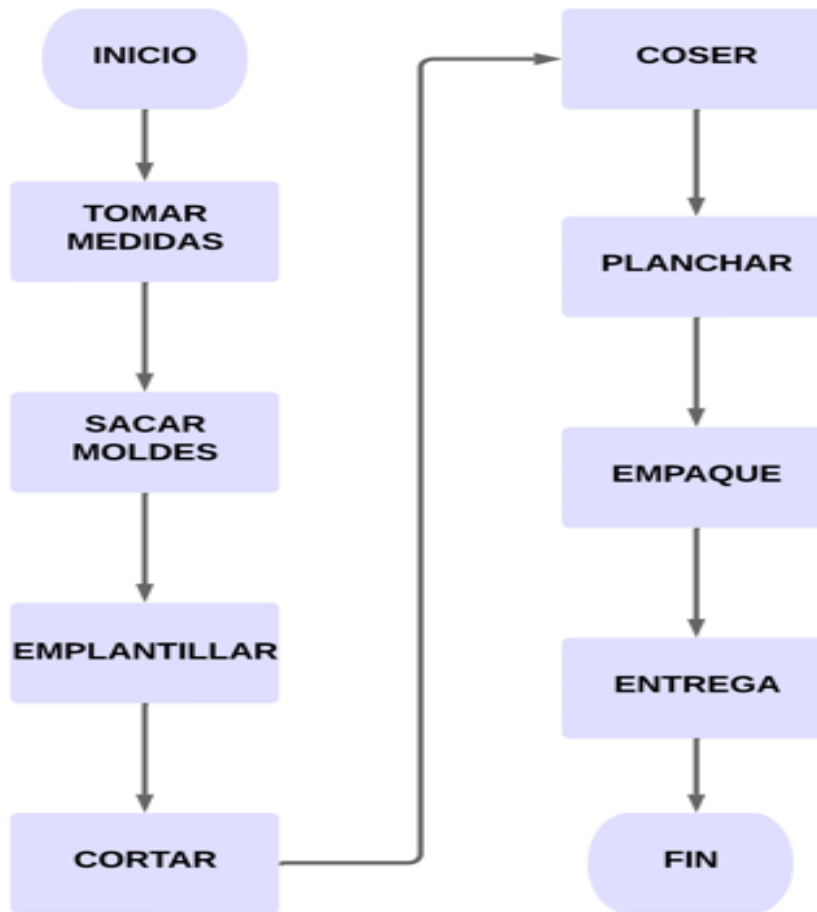 INICIO
TOMAR
MEDIDAS
SACAR
MOLDES
EMPLANTILLAR
CORTAR
COSER
PLANCHAR
EMPAQUE
ENTREGA
FIN